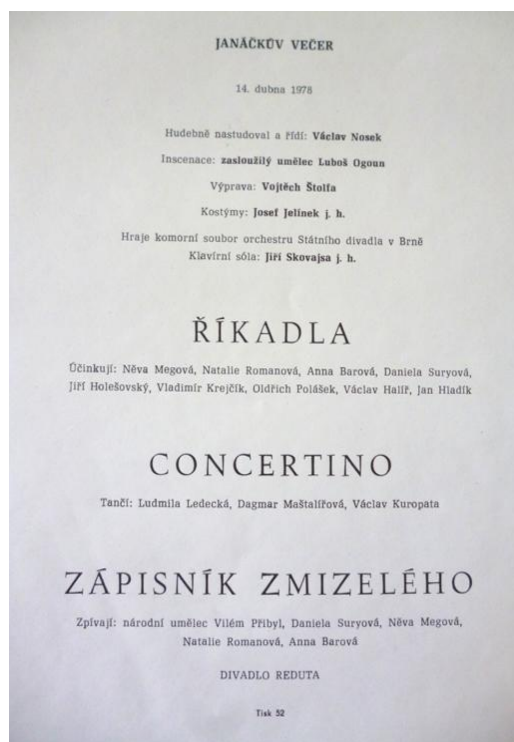 JANÁČKŮV VEČER
14. dubna 1978
Hudebně nastudoval a řídí: Václav Nosek
Inscenace: zasloužilý umělec Luboš Ogoun
Výprava: Vojtěch Štolfa
Kostýmy: Josef Jelínek j. h.
Hraje komorní soubor orchestru Státního divadla v Brně
Klavírní sóla: Jiří Skovajsa j. h.
ŘÍKADLA
Účinkují: Něva Megová, Natalie Romanová, Anna Barová, Daniela Suryová,
Jiří Holešovský, Vladimír Krejčík, Oldřich Polášek, Václav Halíř, Jan Hladík
CONCERTINO
Tančí: Ludmila Ledecká, Dagmar Maštalířová, Václav Kuropata
ZÁPISNÍK ZMIZELÉHO
Zpívají: národní umělec Vilém Přibyl, Daniela Suryová, Něva Megová,
Natalie Romanová, Anna Barová
DIVADLO REDUTA
Tisk 52